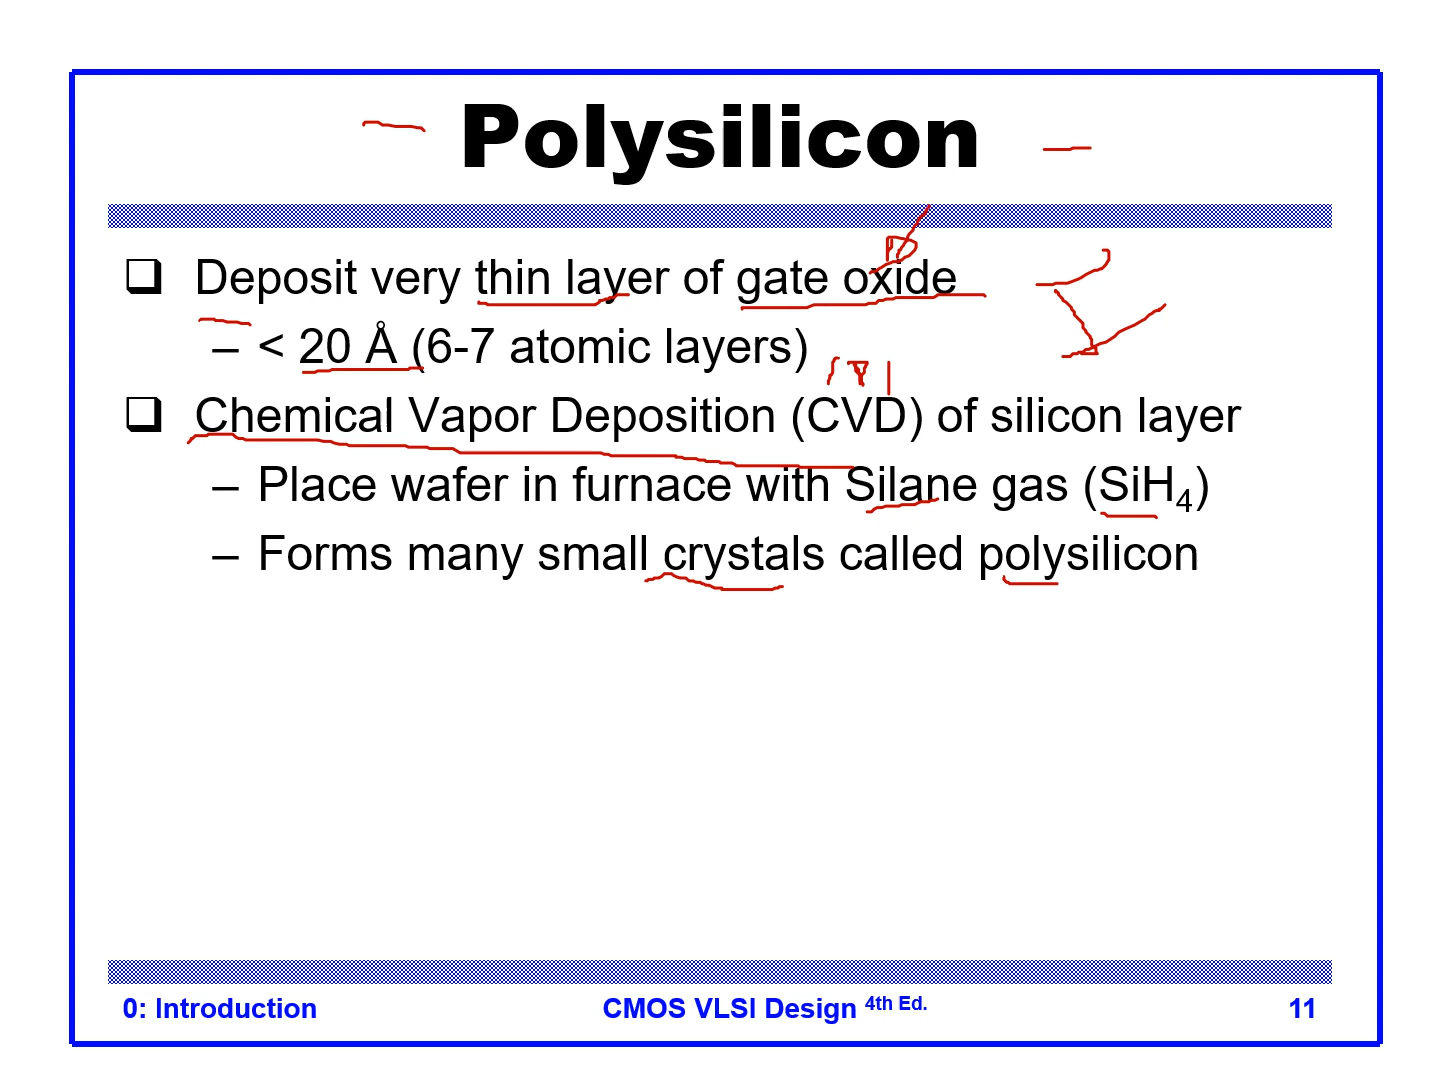 Polysilicon
❑ Deposit very thin layer of gate oxide
– < 20 Å (6-7 atomic layers)
❑ Chemical Vapor Deposition (CVD) of silicon layer
– Place wafer in furnace with Silane gas (SiH₄)
– Forms many small crystals called polysilicon
0: Introduction CMOS VLSI Design 4th Ed. 11